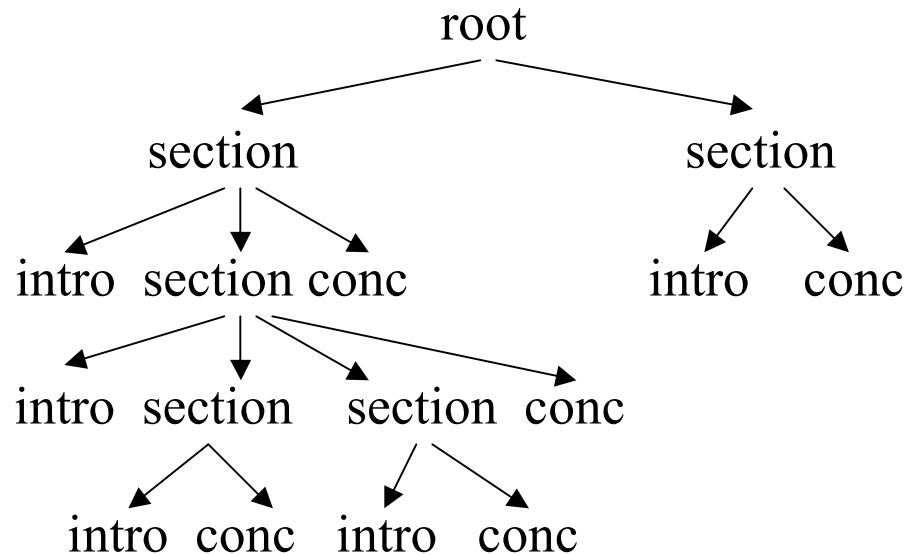 root
section section
intro section conc intro conc
intro section section conc
intro conc intro conc